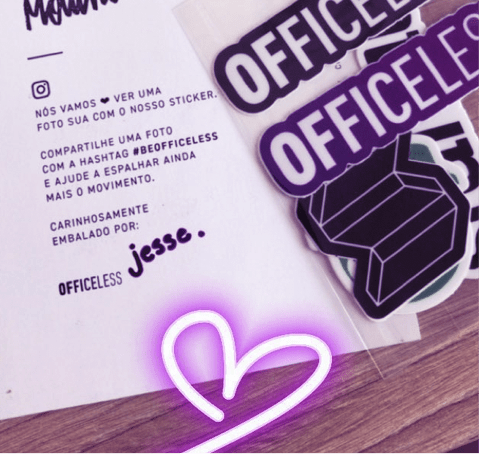 NÓS VAMOS ❤ VER UMA
FOTO SUA COM O NOSSO STICKER.
COMPARTILHE UMA FOTO
COM A HASHTAG #BEOFFICELESS
E AJUDE A ESPALHAR AINDA
MAIS O MOVIMENTO.
CARINHOSAMENTE
EMBALADO POR:
jesse.
OFFICELESS
OFFICELE
OFFICELES